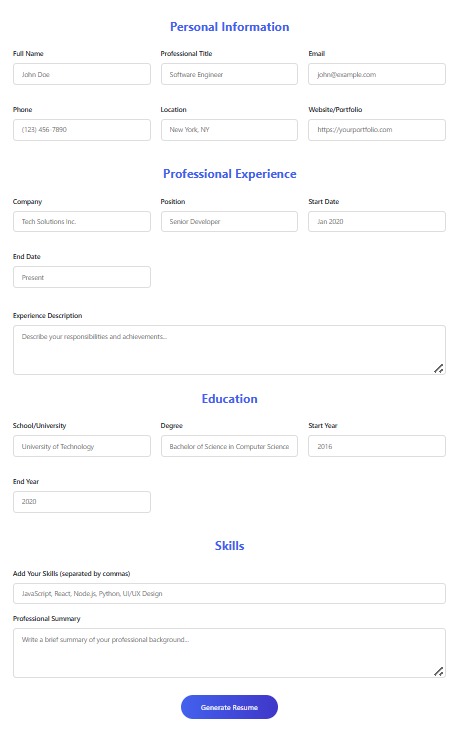 Personal Information
Full Name Professional Title Email
John Doe Software Engineer john@example.com
Phone Location Website/Portfolio
(123) 456-7890 New York, NY https://yourportfolio.com
Professional Experience
Company Position Start Date
Tech Solutions Inc. Senior Developer Jan 2020
End Date
Present
Experience Description
Describe your responsibilities and achievements...
Education
School/University Degree Start Year
University of Technology Bachelor of Science in Computer Science 2016
End Year
2020
Skills
Add Your Skills (separated by commas)
JavaScript, React, Node.js, Python, UI/UX Design
Professional Summary
Write a brief summary of your professional background...
Generate Resume